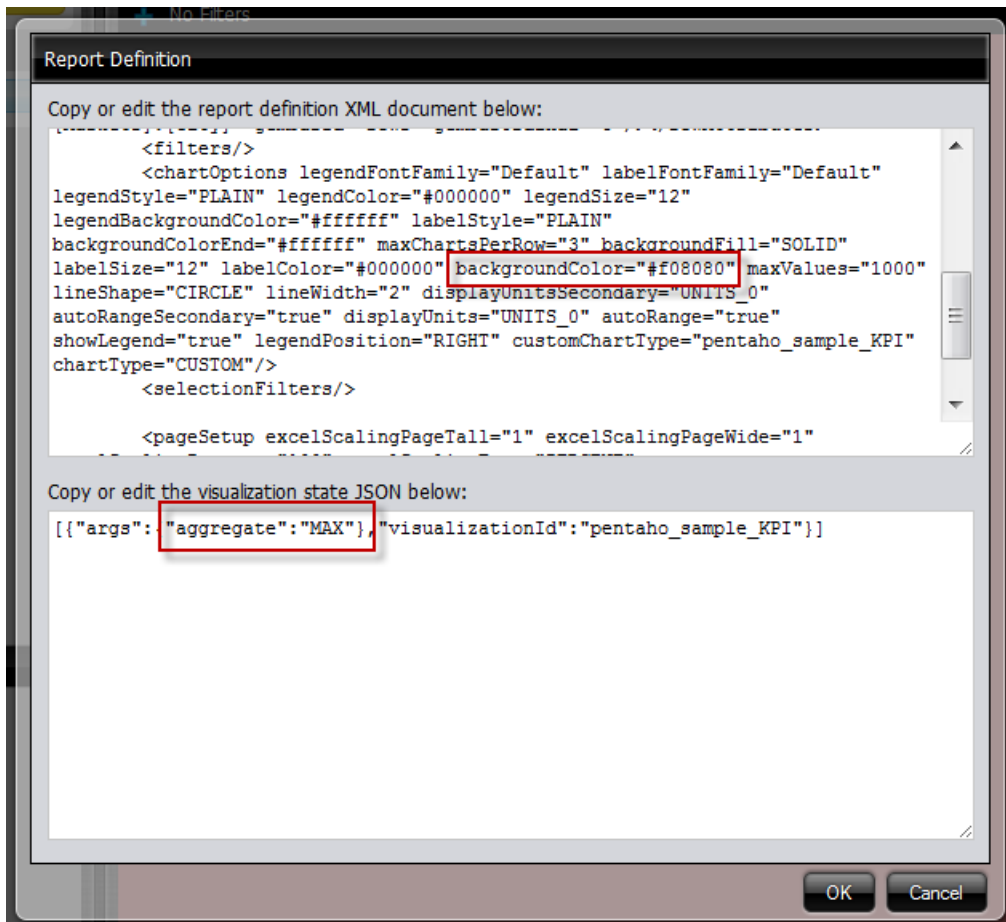 No Filters
Report Definition
Copy or edit the report definition XML document below:
<filters/>
<chartOptions legendFontFamily="Default" labelFontFamily="Default"
legendStyle="PLAIN" legendColor="#000000" legendSize="12"
legendBackgroundColor="#ffffff" labelStyle="PLAIN"
backgroundColorEnd="#ffffff" maxChartsPerRow="3" backgroundFill="SOLID"
labelSize="12" labelColor="#000000" backgroundColor="#f08080" maxValues="1000"
lineShape="CIRCLE" lineWidth="2" displayUnitsSecondary="UNITS_0"
autoRangeSecondary="true" displayUnits="UNITS_0" autoRange="true"
showLegend="true" legendPosition="RIGHT" customChartType="pentaho_sample_KPI"
chartType="CUSTOM"/>
<selectionFilters/>
<pageSetup excelScalingPageTall="1" excelScalingPageWide="1"
Copy or edit the visualization state JSON below:
[{"args":{"aggregate":"MAX"},"visualizationId":"pentaho_sample_KPI"}]
OK Cancel